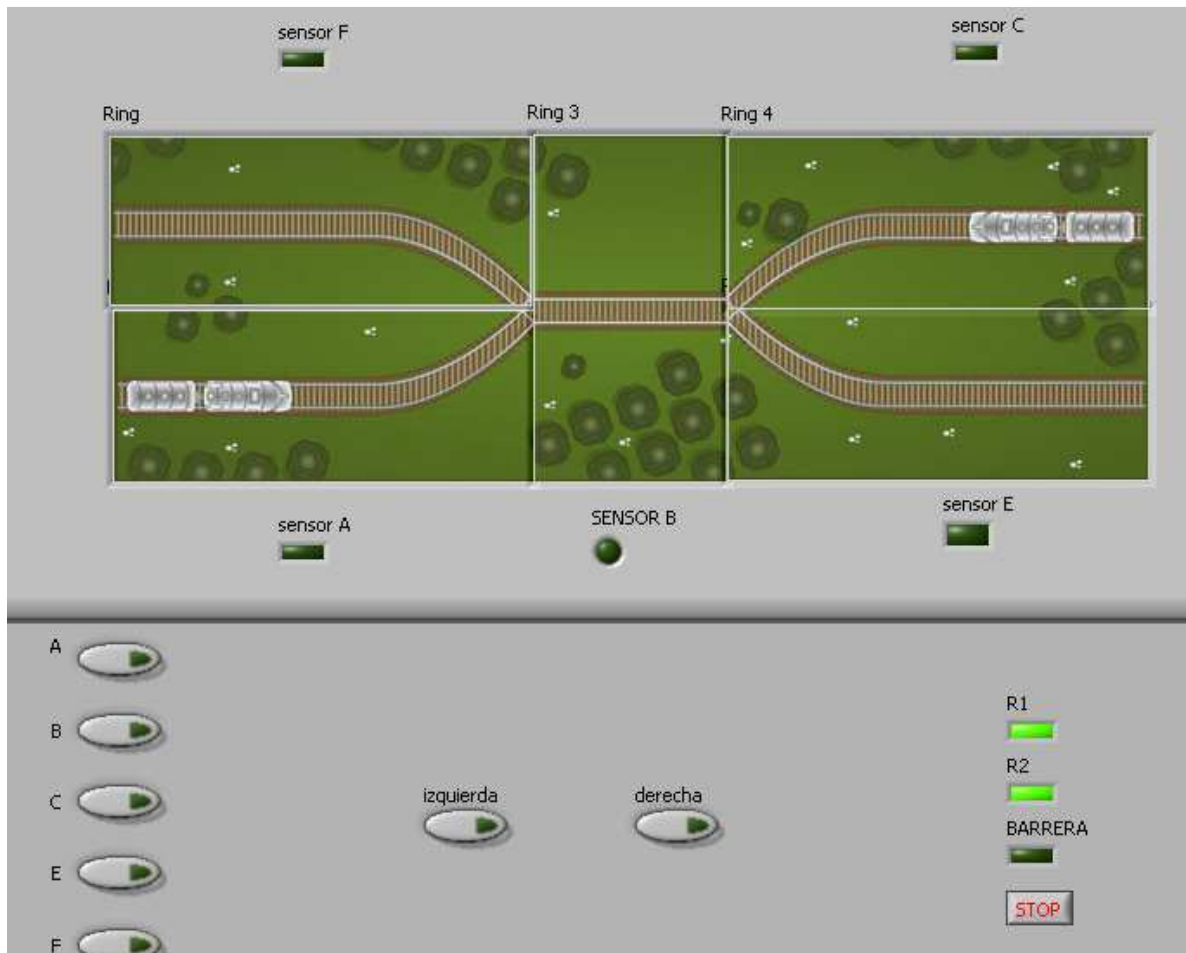 sensor F
sensor C
Ring
Ring 3
Ring 4
sensor A
SENSOR B
sensor E
A
B
C
E
F
izquierda
derecha
R1
R2
BARRERA
STOP